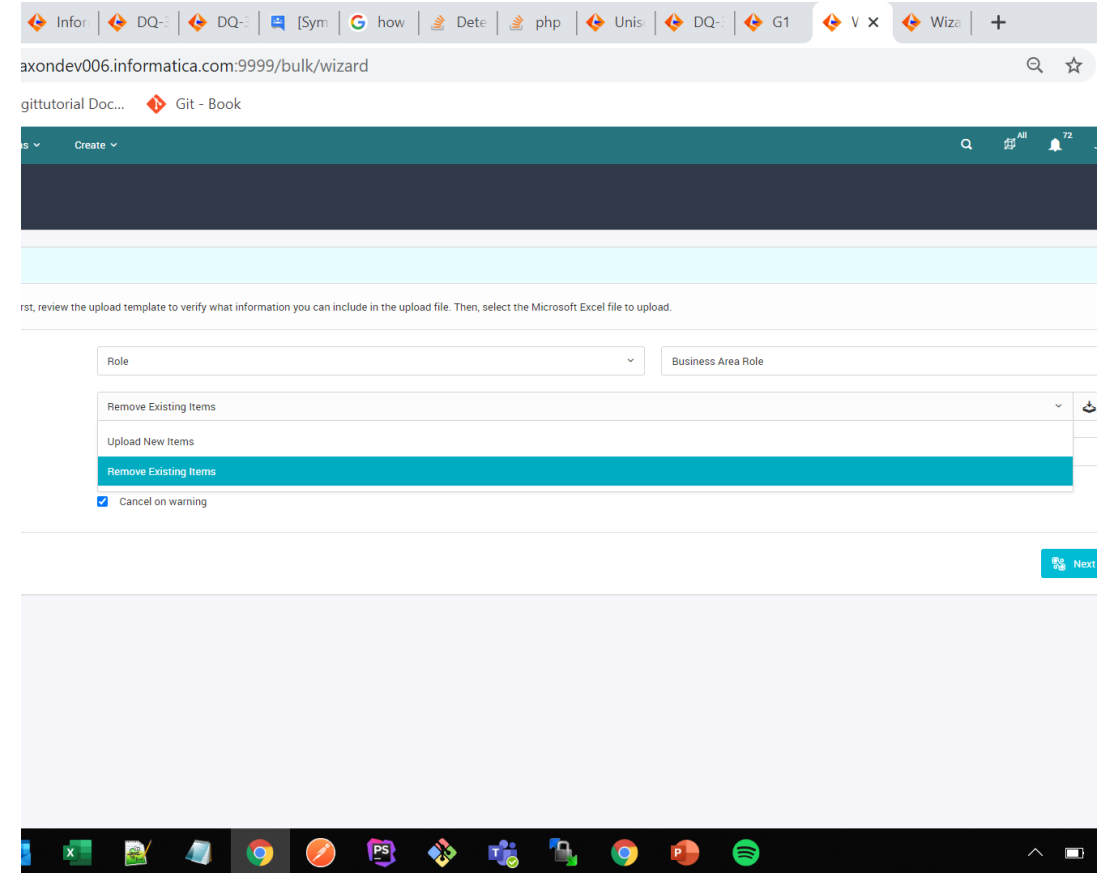 Infor DQ-3 DQ-3 [Sym how Dete php Unis DQ-3 G1 Wiza
axondev006.informatica.com:9999/bulk/wizard
gittutorial Doc... Git - Book
Create All 72
rst, review the upload template to verify what information you can include in the upload file. Then, select the Microsoft Excel file to upload.
Role Business Area Role
Remove Existing Items
Upload New Items
Remove Existing Items
Cancel on warning
Next